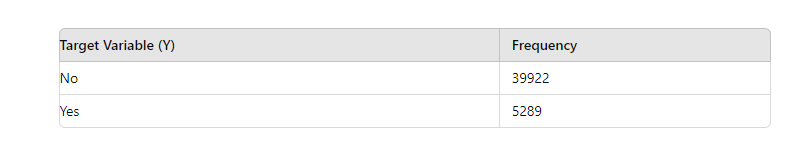 Target Variable (Y) Frequency
No 39922
Yes 5289